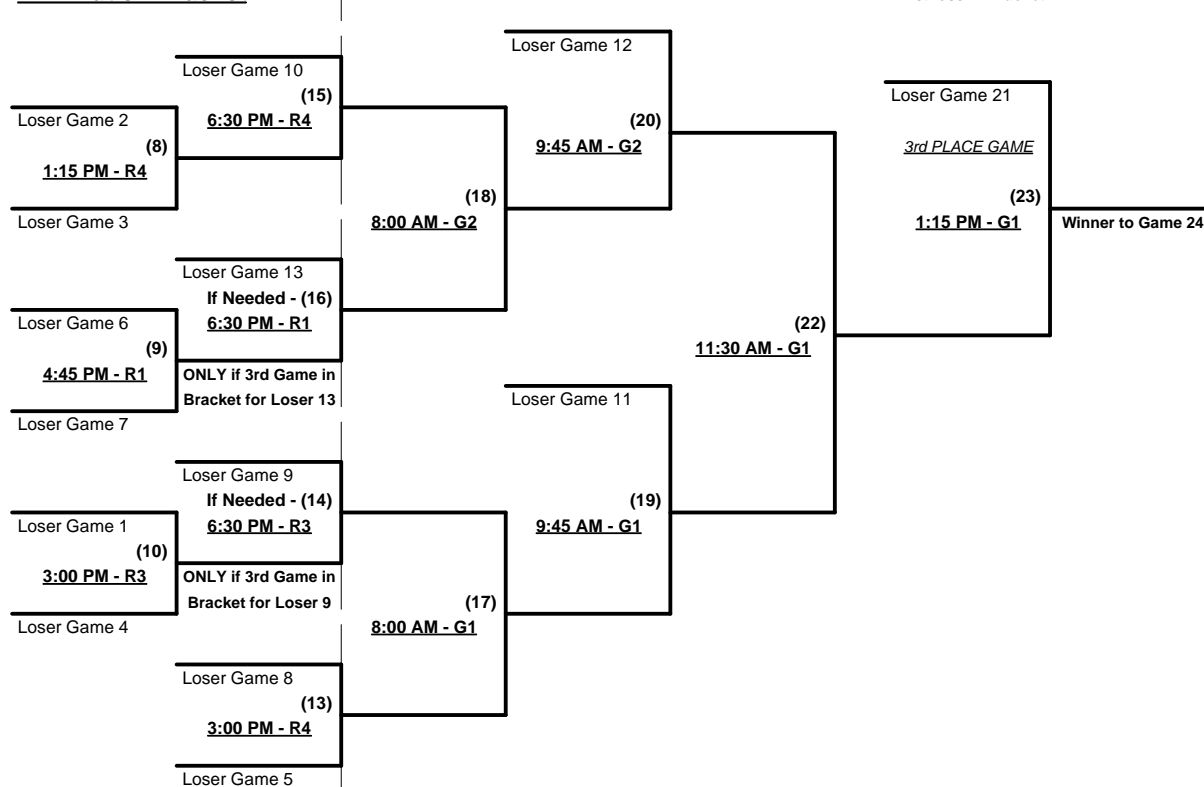 Loser Game 12
Loser Game 10
(15)
6:30 PM - R4
Loser Game 2
(8)
1:15 PM - R4
Loser Game 3
(20)
9:45 AM - G2
Loser Game 21
3rd PLACE GAME
(23)
1:15 PM - G1
Winner to Game 24
(18)
8:00 AM - G2
Loser Game 13
If Needed - (16)
6:30 PM - R1
Loser Game 6
(9)
4:45 PM - R1
ONLY if 3rd Game in
Bracket for Loser 13
Loser Game 7
(22)
11:30 AM - G1
Loser Game 11
Loser Game 9
If Needed - (14)
6:30 PM - R3
Loser Game 1
(10)
3:00 PM - R3
ONLY if 3rd Game in
Bracket for Loser 9
Loser Game 4
(19)
9:45 AM - G1
(17)
8:00 AM - G1
Loser Game 8
(13)
3:00 PM - R4
Loser Game 5